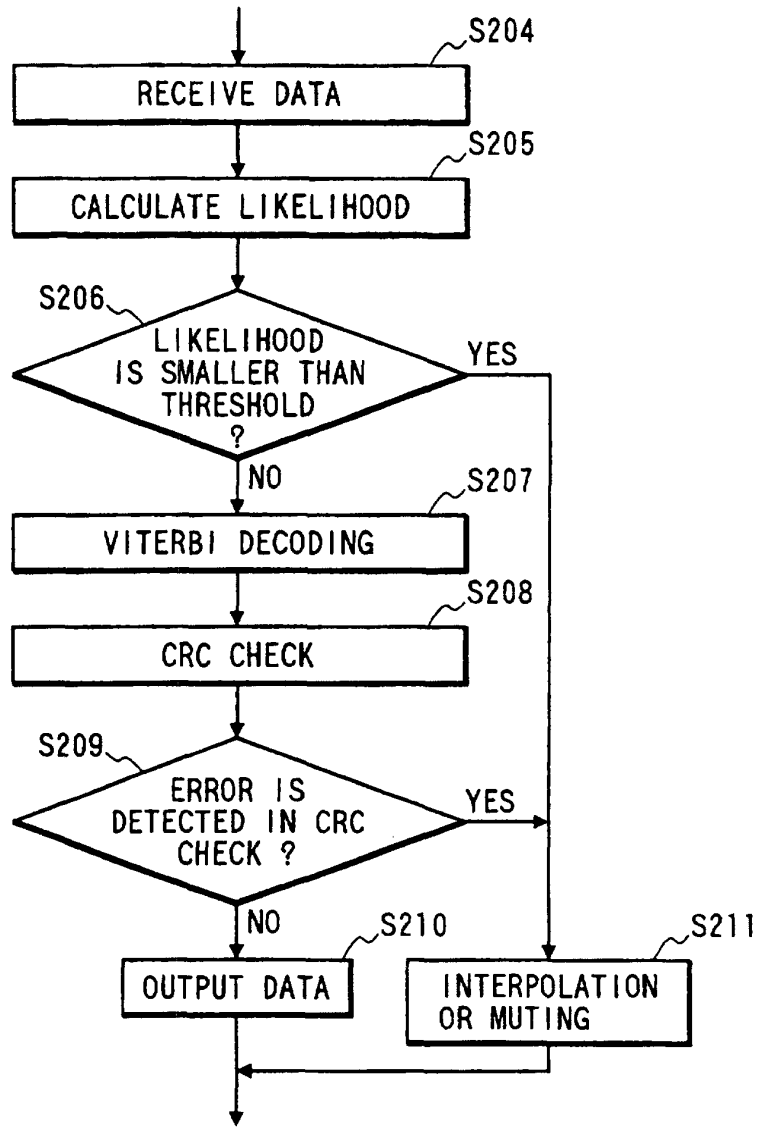 S204
RECEIVE DATA
S205
CALCULATE LIKELIHOOD
S206
LIKELIHOOD
IS SMALLER THAN
THRESHOLD
?
YES
NO
S207
VITERBI DECODING
S208
CRC CHECK
S209
ERROR IS
DETECTED IN CRC
CHECK ?
YES
NO
S210
OUTPUT DATA
S211
INTERPOLATION
OR MUTING